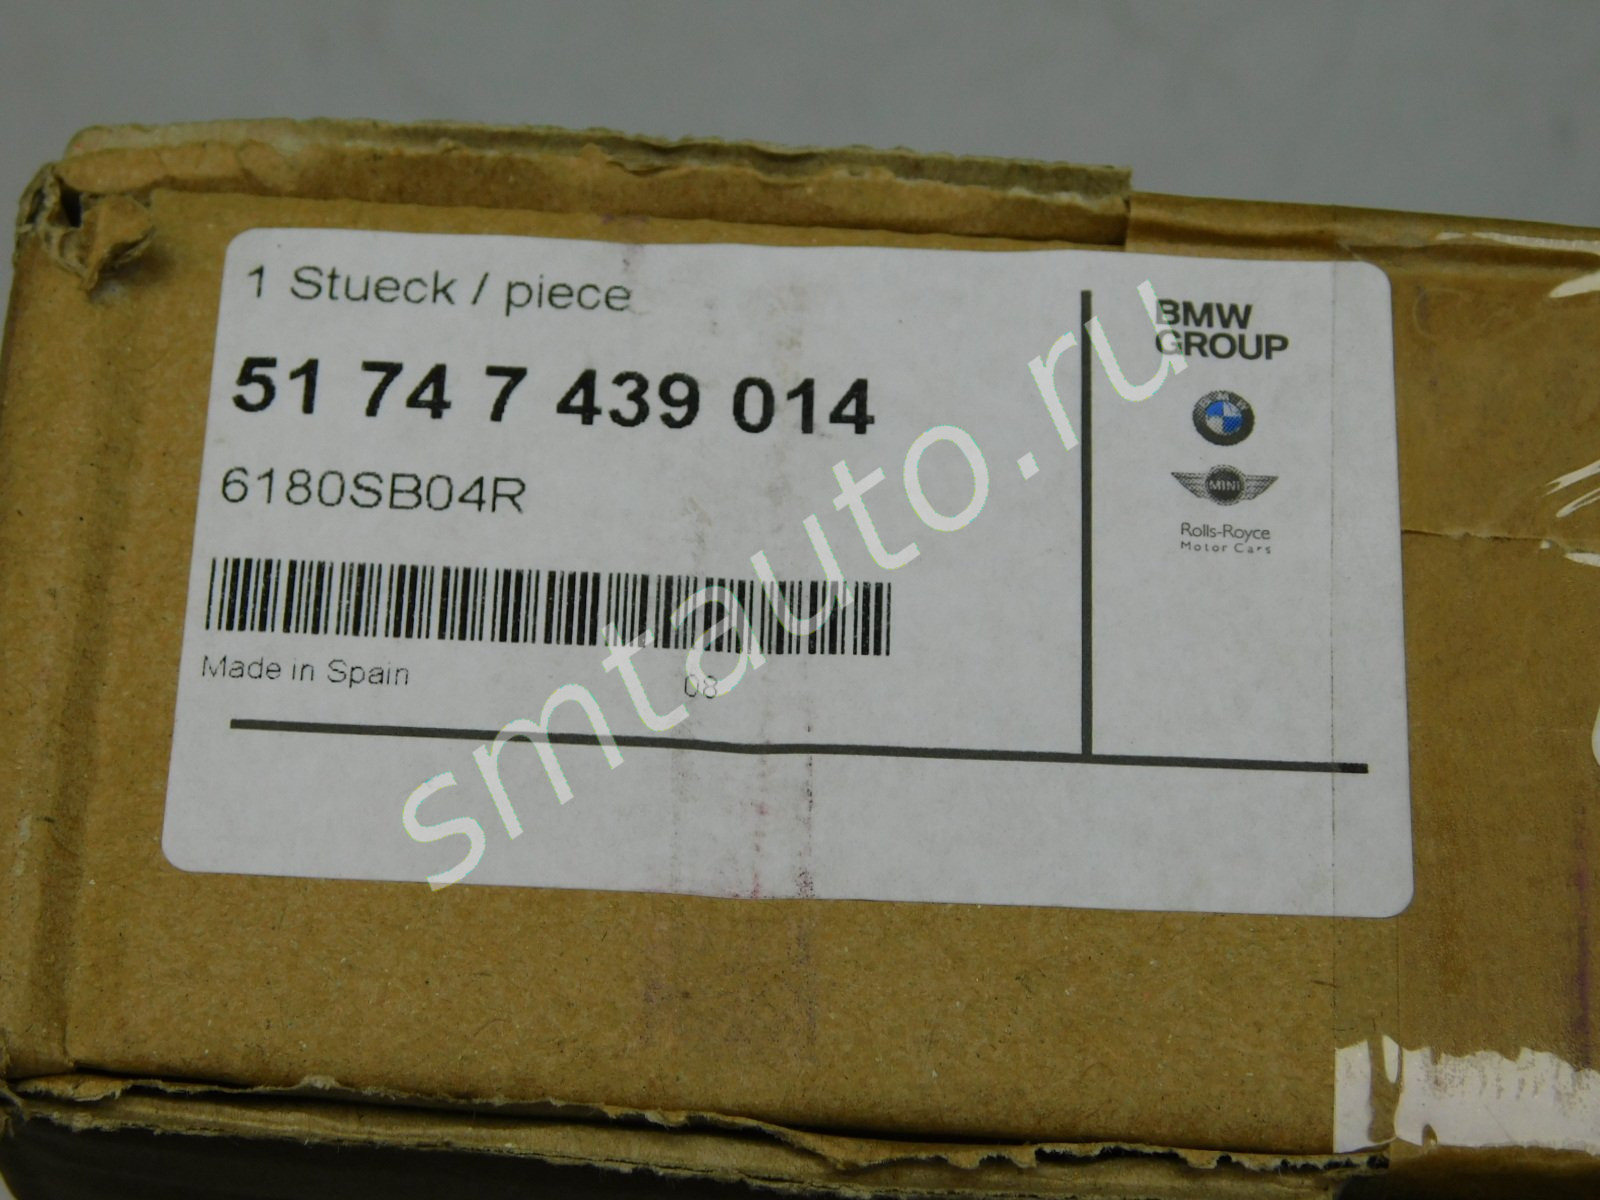 1 Stueck / piece
51 74 7 439 014
6180SB04R
Made in Spain
08
BMW
GROUP
BMW
MINI
Rolls-Royce
Motor Cars
smtauto.ru